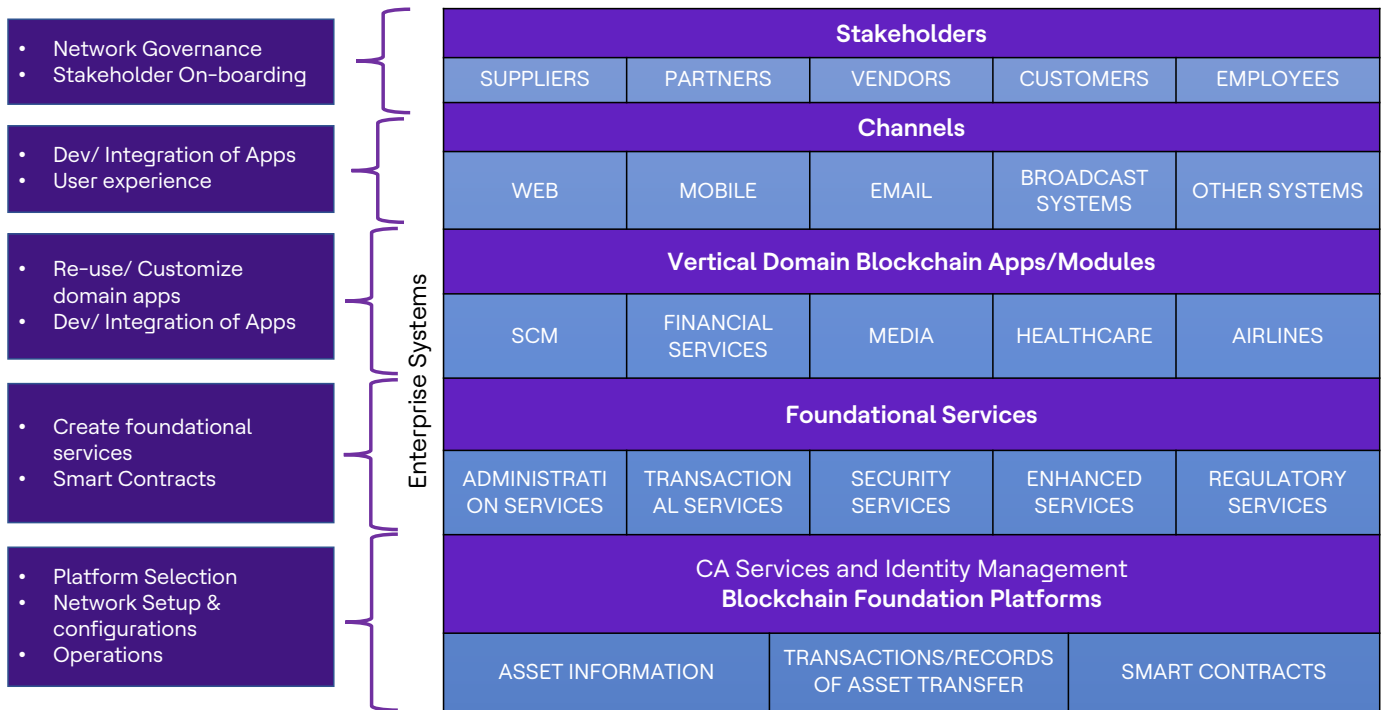 • Network Governance
• Stakeholder On-boarding
• Dev/ Integration of Apps
• User experience
• Re-use/ Customize
domain apps
• Dev/ Integration of Apps
• Create foundational
services
• Smart Contracts
• Platform Selection
• Network Setup &
configurations
• Operations
Enterprise Systems
Stakeholders
SUPPLIERS
PARTNERS
VENDORS
CUSTOMERS
EMPLOYEES
Channels
WEB
MOBILE
EMAIL
BROADCAST
SYSTEMS
OTHER SYSTEMS
Vertical Domain Blockchain Apps/Modules
SCM
FINANCIAL
SERVICES
MEDIA
HEALTHCARE
AIRLINES
Foundational Services
ADMINISTRATI
ON SERVICES
TRANSACTION
AL SERVICES
SECURITY
SERVICES
ENHANCED
SERVICES
REGULATORY
SERVICES
CA Services and Identity Management
Blockchain Foundation Platforms
ASSET INFORMATION
TRANSACTIONS/RECORDS
OF ASSET TRANSFER
SMART CONTRACTS